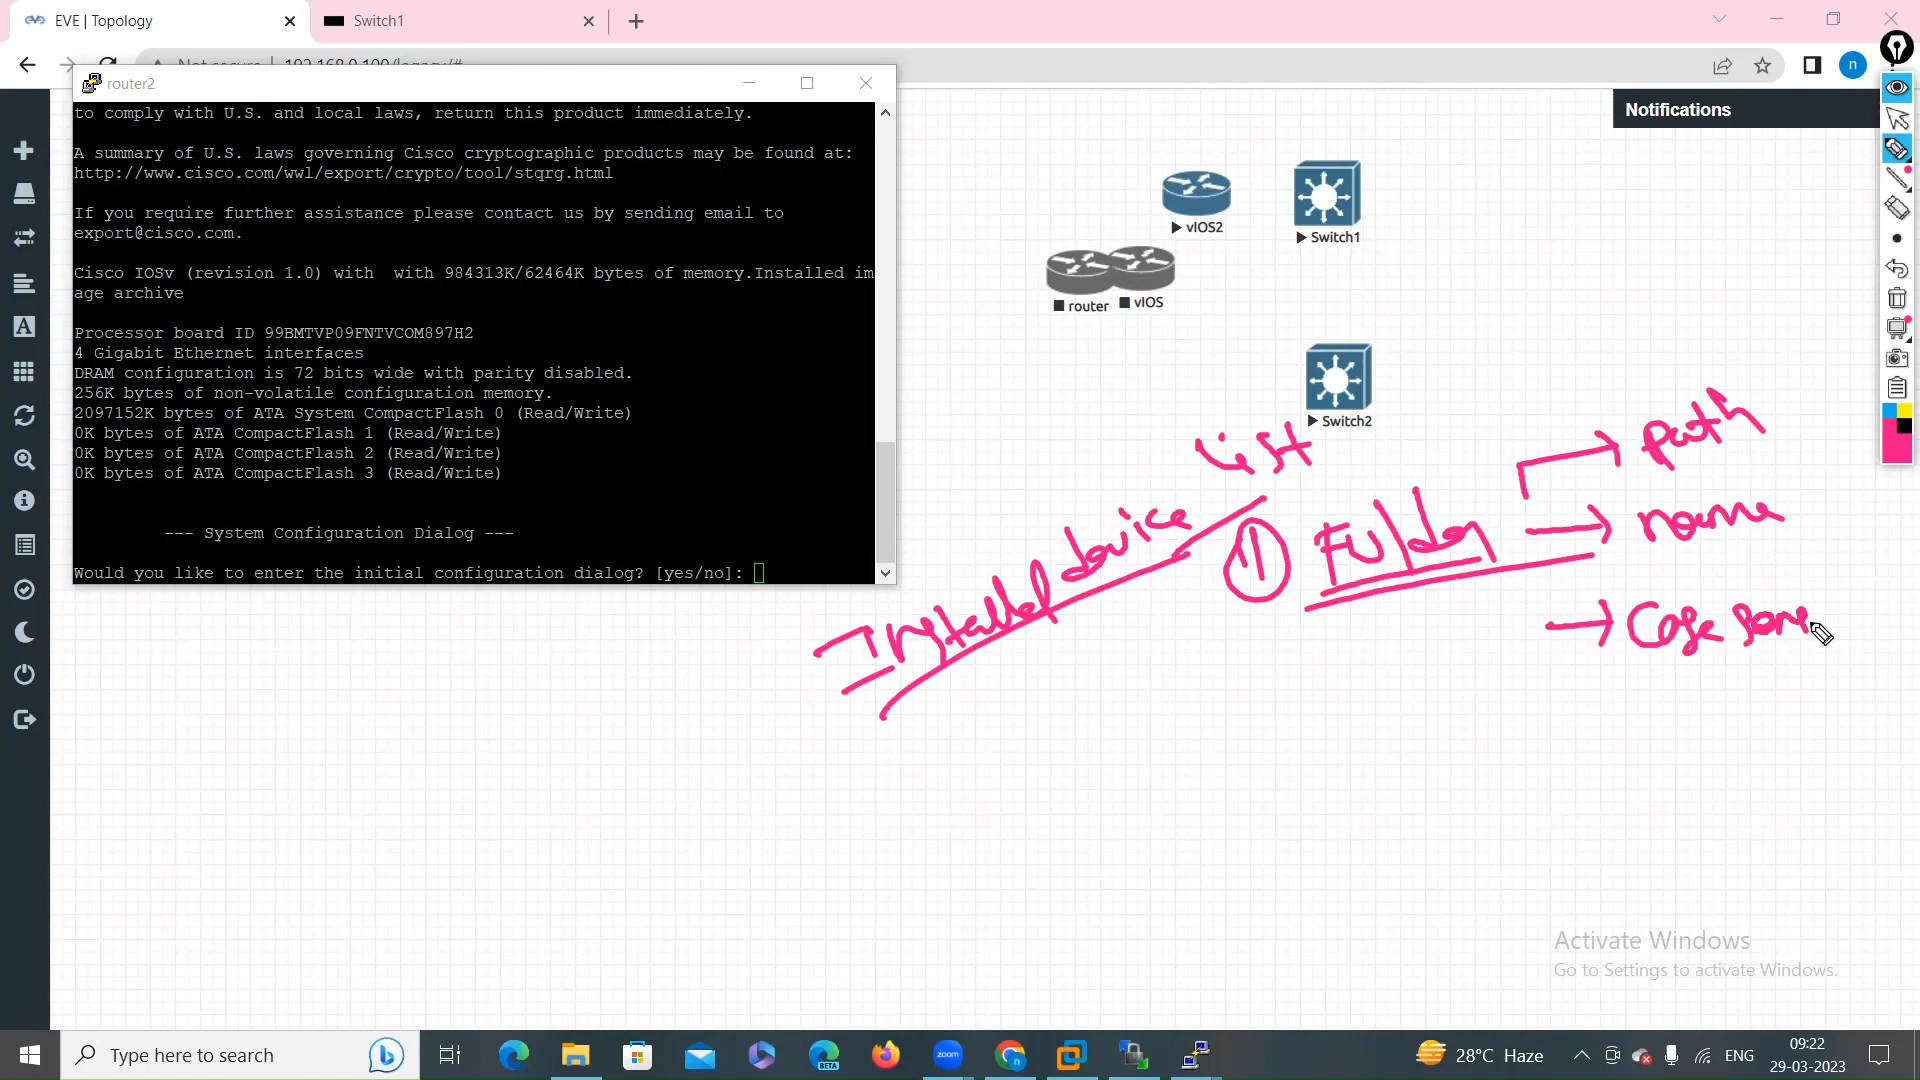 EVE | Topology
Switch1
n
router2
to comply with U.S. and local laws, return this product immediately.
A summary of U.S. laws governing Cisco cryptographic products may be found at:
http://www.cisco.com/wwl/export/crypto/tool/stqrg.html
If you require further assistance please contact us by sending email to
export@cisco.com.
Cisco IOSv (revision 1.0) with  with 984313K/62464K bytes of memory.Installed im
age archive
Processor board ID 99BMTVP09FNTVCOM897H2
4 Gigabit Ethernet interfaces
DRAM configuration is 72 bits wide with parity disabled.
256K bytes of non-volatile configuration memory.
2097152K bytes of ATA System CompactFlash 0 (Read/Write)
0K bytes of ATA CompactFlash 1 (Read/Write)
0K bytes of ATA CompactFlash 2 (Read/Write)
0K bytes of ATA CompactFlash 3 (Read/Write)
--- System Configuration Dialog ---
Would you like to enter the initial configuration dialog? [yes/no]:
Notifications
vIOS2
Switch1
router
vIOS
Switch2
Installed device list
1 Folder
path
name
Case
Activate Windows
Go to Settings to activate Windows.
Type here to search
BETA
zoom
n
28°C Haze
ENG
09:22
29-03-2023